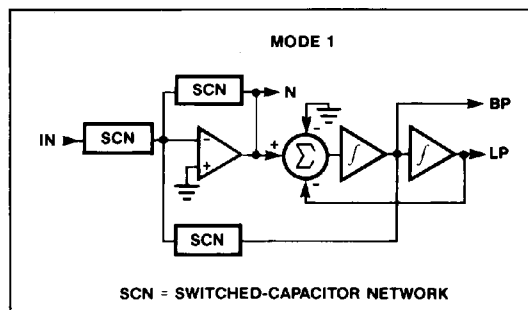 MODE 1
SCN
N
BP
IN
SCN
−
+
+
−
Σ
−
∫
∫
LP
SCN
SCN = SWITCHED-CAPACITOR NETWORK